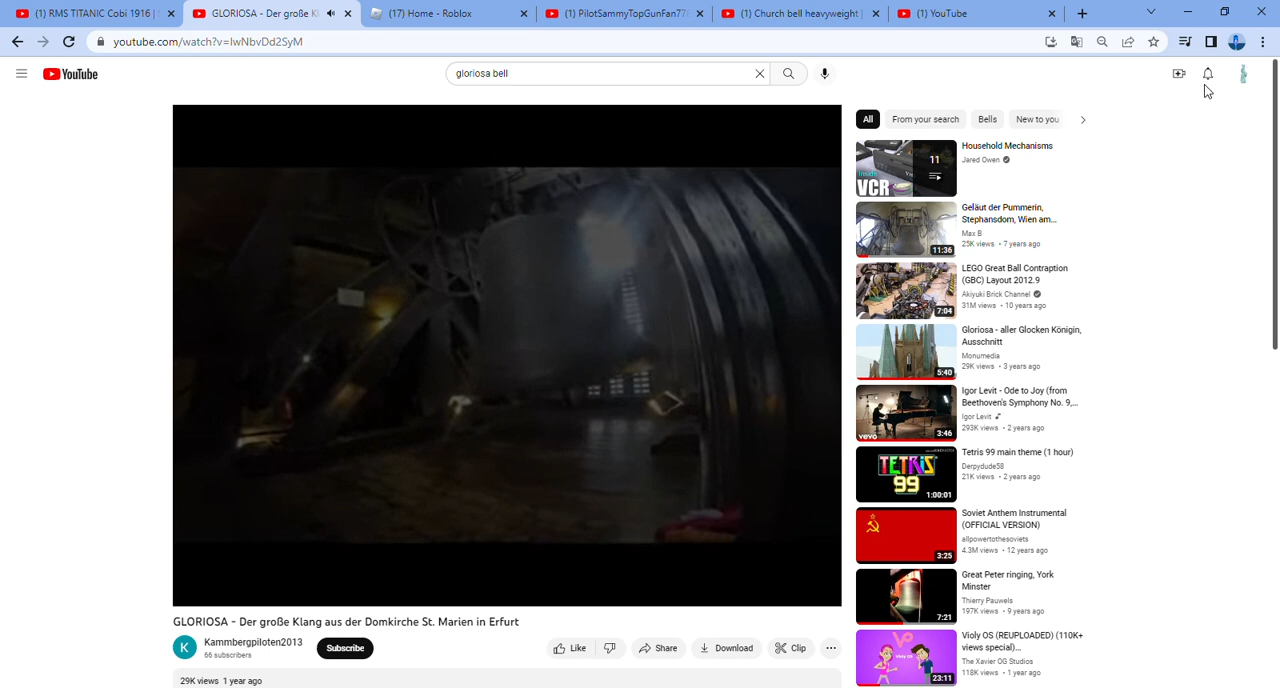 (1) RMS TITANIC Cobi 1916 |
GLORIOSA - Der große Kl
(17) Home - Roblox
(1) PilotSammyTopGunFan77
(1) Church bell heavyweight
(1) YouTube
youtube.com/watch?v=IwNbvDd2SyM
YouTube
gloriosa bell
All
From your search
Bells
New to you
Household Mechanisms
Jared Owen
Inside
VCR
11
Geläut der Pummerin,
Stephansdom, Wien am...
Max B
25K views • 7 years ago
11:36
LEGO Great Ball Contraption
(GBC) Layout 2012.9
Akiyuki Brick Channel
31M views • 10 years ago
7:04
Gloriosa - aller Glocken Königin,
Ausschnitt
Monumedia
29K views • 3 years ago
5:40
Igor Levit - Ode to Joy (from
Beethoven's Symphony No. 9,...
Igor Levit
293K views • 2 years ago
vevo
3:46
Tetris 99 main theme (1 hour)
Derpydude58
21K views • 2 years ago
TETRIS
99
1:00:01
Soviet Anthem Instrumental
(OFFICIAL VERSION)
allpowertothesoviets
4.3M views • 12 years ago
3:25
Great Peter ringing, York
Minster
Thierry Pauwels
197K views • 9 years ago
7:21
Violy OS (REUPLOADED) (110K+
views special)...
The Xavier OG Studios
118K views • 1 year ago
23:11
GLORIOSA - Der große Klang aus der Domkirche St. Marien in Erfurt
K
Kammbergpiloten2013
66 subscribers
Subscribe
Like
Share
Download
Clip
29K views 1 year ago